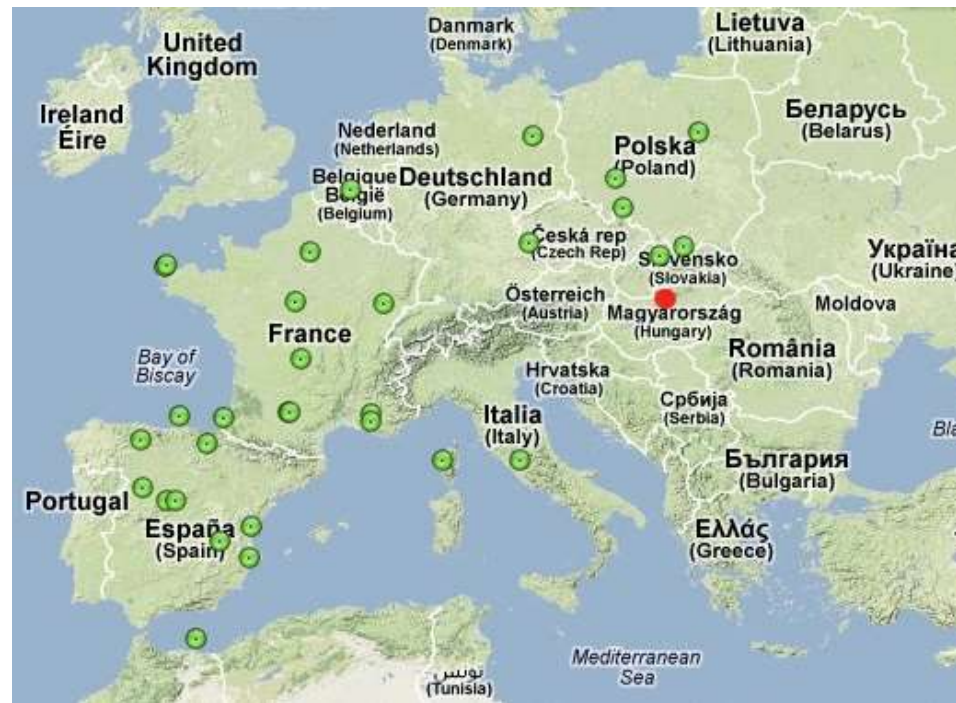 Danmark
(Denmark)
Lietuva
(Lithuania)
United
Kingdom
Ireland
Éire
Беларусь
(Belarus)
Nederland
(Netherlands)
Polska
(Poland)
Belgique
België
(Belgium)
Deutschland
(Germany)
Česká rep
(Czech Rep)
Slovensko
(Slovakia)
Україна
(Ukraine)
Österreich
(Austria)
Magyarország
(Hungary)
Moldova
France
România
(Romania)
Bay of
Biscay
Hrvatska
(Croatia)
Србија
(Serbia)
Italia
(Italy)
Bla
България
(Bulgaria)
Portugal
España
(Spain)
Ελλάς
(Greece)
Mediterranean
Sea
تونس
(Tunisia)